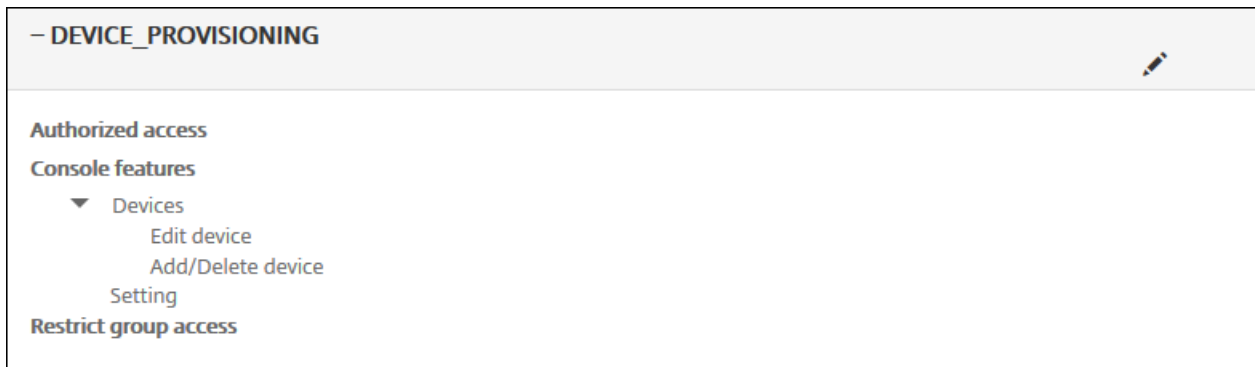 – DEVICE_PROVISIONING
Authorized access
Console features
Devices
Edit device
Add/Delete device
Setting
Restrict group access